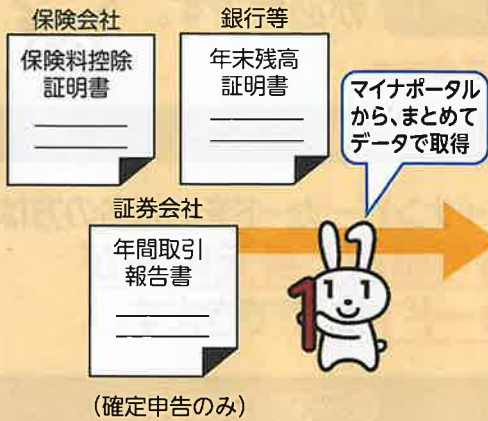 保険会社
保険料控除
証明書
銀行等
年末残高
証明書
マイナポータル
から、まとめて
データで取得
証券会社
年間取引
報告書
1
(確定申告のみ)